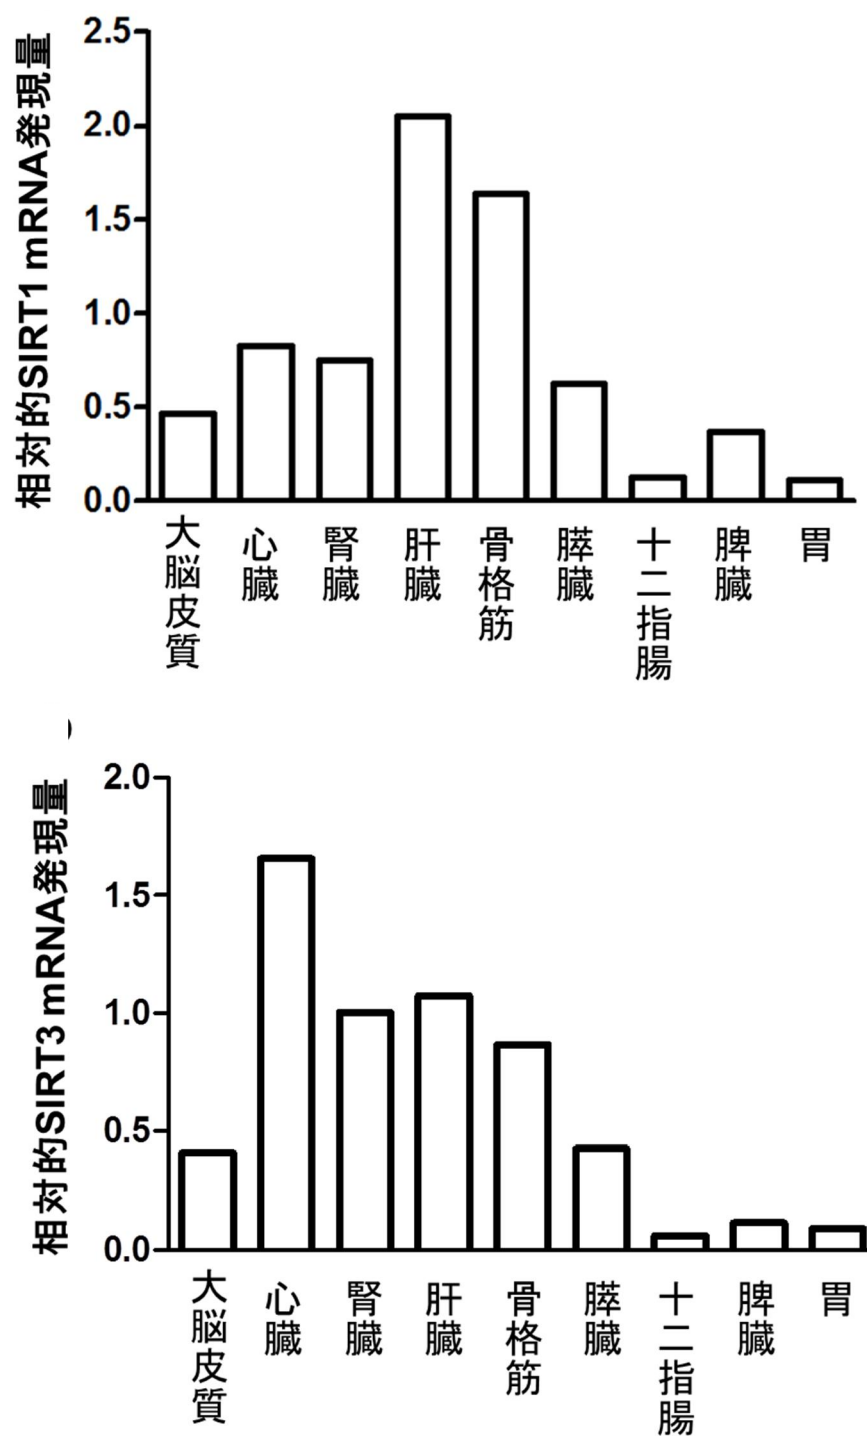 相対的SIRT1 mRNA発現量
2.5
2.0
1.5
1.0
0.5
0.0
大脳皮質
心臓
腎臓
肝臓
骨格筋
膵臓
十二指腸
脾臓
胃
相対的SIRT3 mRNA発現量
2.0
1.5
1.0
0.5
0.0
大脳皮質
心臓
腎臓
肝臓
骨格筋
膵臓
十二指腸
脾臓
胃